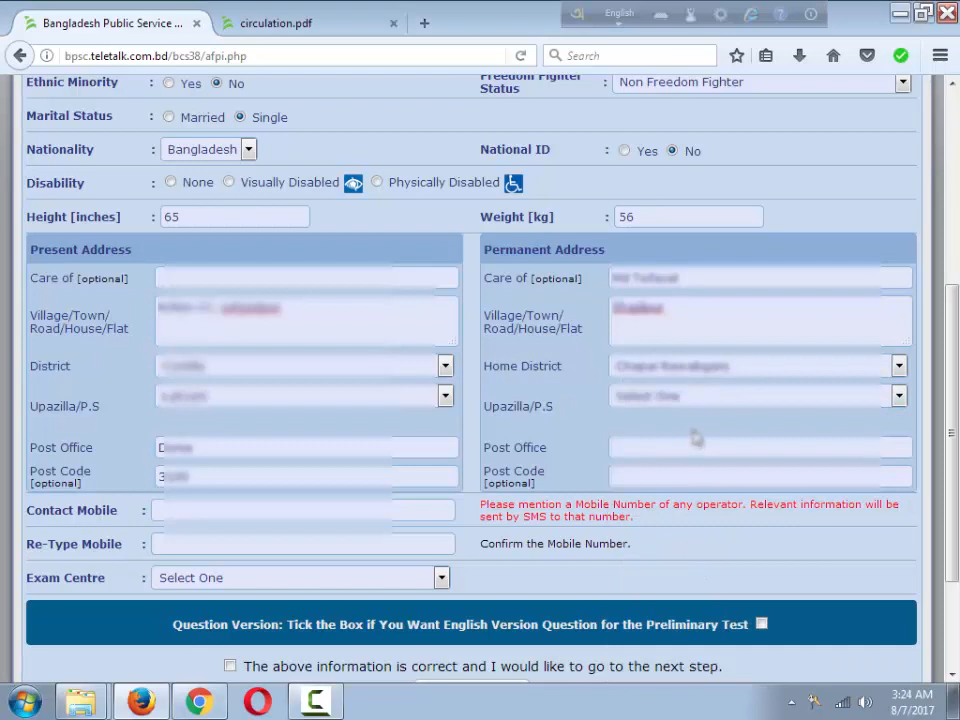 Bangladesh Public Service ...
circulation.pdf
English
bpsc.teletalk.com.bd/bcs38/afpi.php
Search
Ethnic Minority : Yes No
Freedom Fighter Status : Non Freedom Fighter
Marital Status : Married Single
Nationality : Bangladesh
National ID : Yes No
Disability : None Visually Disabled Physically Disabled
Height [inches] : 65
Weight [kg] : 56
Present Address
Permanent Address
Care of [optional]
Care of [optional]
Village/Town/
Road/House/Flat
Village/Town/
Road/House/Flat
District
Home District
Upazilla/P.S
Upazilla/P.S
Select One
Post Office
Post Office
Post Code
[optional]
Post Code
[optional]
Contact Mobile :
Please mention a Mobile Number of any operator. Relevant information will be
sent by SMS to that number.
Re-Type Mobile :
Confirm the Mobile Number.
Exam Centre : Select One
Question Version: Tick the Box if You Want English Version Question for the Preliminary Test
The above information is correct and I would like to go to the next step.
3:24 AM
8/7/2017